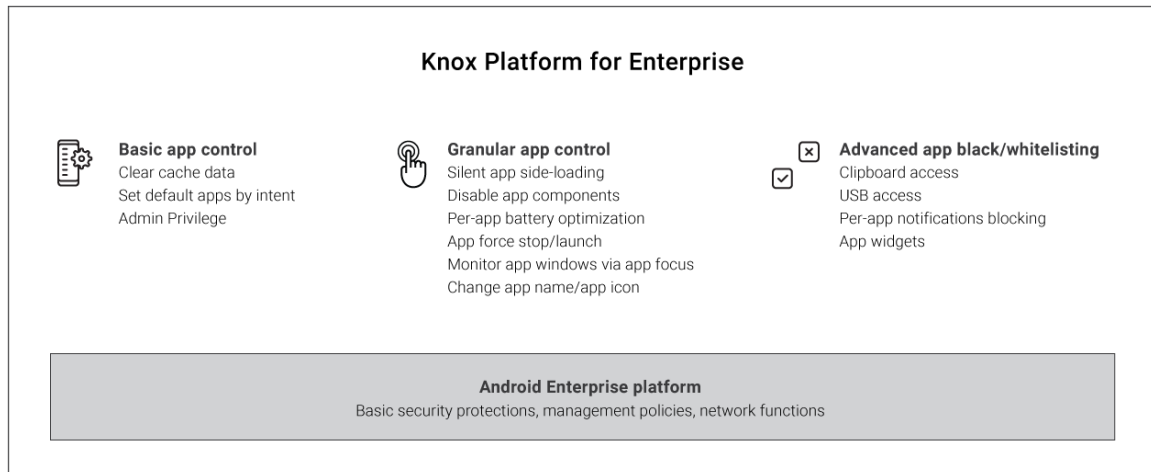 Knox Platform for Enterprise
Basic app control
Clear cache data
Set default apps by intent
Admin Privilege
Granular app control
Silent app side-loading
Disable app components
Per-app battery optimization
App force stop/launch
Monitor app windows via app focus
Change app name/app icon
Advanced app black/whitelisting
Clipboard access
USB access
Per-app notifications blocking
App widgets
Android Enterprise platform
Basic security protections, management policies, network functions